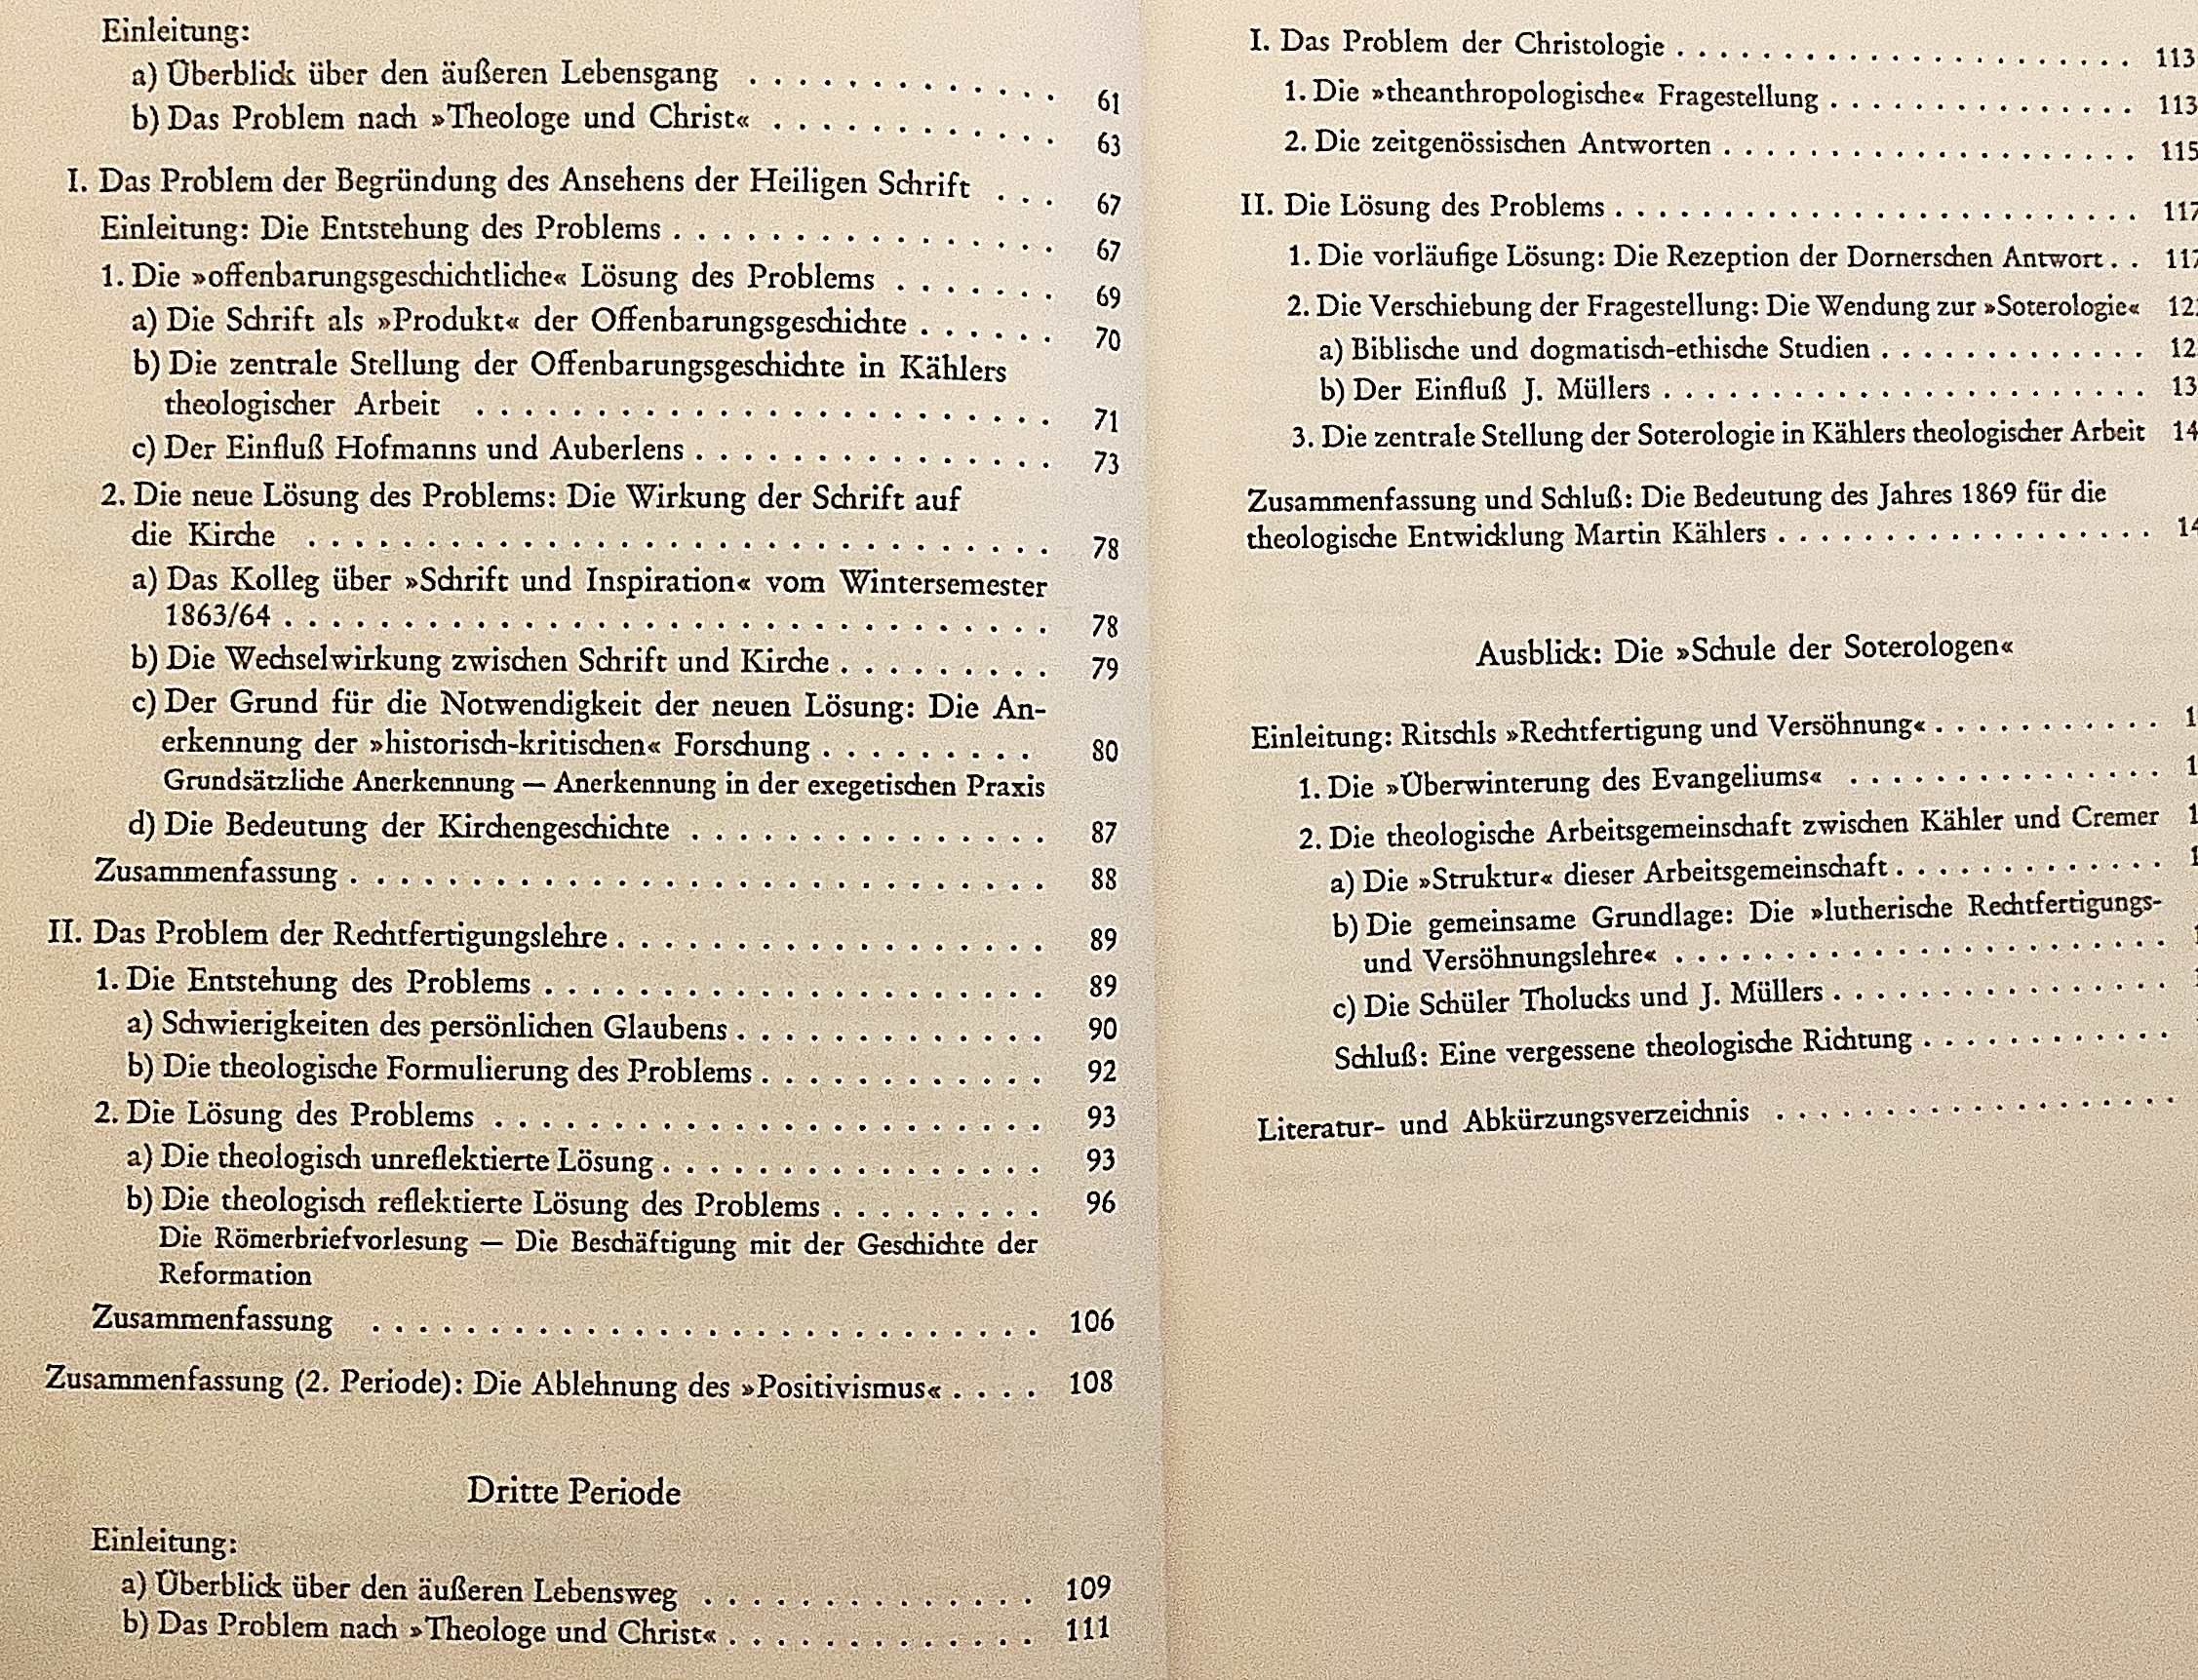 Einleitung:
a) Überblick über den äußeren Lebensgang . . . . . . . . . . . . . 61
b) Das Problem nach »Theologe und Christ« . . . . . . . . . . . . 63
I. Das Problem der Begründung des Ansehens der Heiligen Schrift . . . 67
Einleitung: Die Entstehung des Problems . . . . . . . . . . . . . . . . 67
1. Die »offenbarungsgeschichtliche« Lösung des Problems . . . . . . . 69
a) Die Schrift als »Produkt« der Offenbarungsgeschichte . . . . . . 70
b) Die zentrale Stellung der Offenbarungsgeschichte in Kählers
theologischer Arbeit . . . . . . . . . . . . . . . . . . . . . . . . 71
c) Der Einfluß Hofmanns und Auberlens . . . . . . . . . . . . . . . 73
2. Die neue Lösung des Problems: Die Wirkung der Schrift auf
die Kirche . . . . . . . . . . . . . . . . . . . . . . . . . . . . . . . 78
a) Das Kolleg über »Schrift und Inspiration« vom Wintersemester
1863/64 . . . . . . . . . . . . . . . . . . . . . . . . . . . . . . . . 78
b) Die Wechselwirkung zwischen Schrift und Kirche . . . . . . . . . 79
c) Der Grund für die Notwendigkeit der neuen Lösung: Die An-
erkennung der »historisch-kritischen« Forschung . . . . . . . . . 80
Grundsätzliche Anerkennung — Anerkennung in der exegetischen Praxis
d) Die Bedeutung der Kirchengeschichte . . . . . . . . . . . . . . . 87
Zusammenfassung . . . . . . . . . . . . . . . . . . . . . . . . . . . . . 88
II. Das Problem der Rechtfertigungslehre . . . . . . . . . . . . . . . . . . 89
1. Die Entstehung des Problems . . . . . . . . . . . . . . . . . . . . . 89
a) Schwierigkeiten des persönlichen Glaubens . . . . . . . . . . . . . 90
b) Die theologische Formulierung des Problems . . . . . . . . . . . . 92
2. Die Lösung des Problems . . . . . . . . . . . . . . . . . . . . . . . 93
a) Die theologisch unreflektierte Lösung . . . . . . . . . . . . . . . . 93
b) Die theologisch reflektierte Lösung des Problems . . . . . . . . . 96
Die Römerbriefvorlesung — Die Beschäftigung mit der Geschichte der
Reformation
Zusammenfassung . . . . . . . . . . . . . . . . . . . . . . . . . . . . 106
Zusammenfassung (2. Periode): Die Ablehnung des »Positivismus« . . . . 108
Dritte Periode
Einleitung:
a) Überblick über den äußeren Lebensweg . . . . . . . . . . . . . . 109
b) Das Problem nach »Theologe und Christ« . . . . . . . . . . . . . 111
I. Das Problem der Christologie . . . . . . . . . . . . . . . . . . . . 113
1. Die »theanthropologische« Fragestellung . . . . . . . . . . . . . . 113
2. Die zeitgenössischen Antworten . . . . . . . . . . . . . . . . . . . 115
II. Die Lösung des Problems . . . . . . . . . . . . . . . . . . . . . . . 117
1. Die vorläufige Lösung: Die Rezeption der Dornerschen Antwort . . 117
2. Die Verschiebung der Fragestellung: Die Wendung zur »Soterologie« 12
a) Biblische und dogmatisch-ethische Studien . . . . . . . . . . . . . 12
b) Der Einfluß J. Müllers . . . . . . . . . . . . . . . . . . . . . . 13
3. Die zentrale Stellung der Soterologie in Kählers theologischer Arbeit 14
Zusammenfassung und Schluß: Die Bedeutung des Jahres 1869 für die
theologische Entwicklung Martin Kählers . . . . . . . . . . . . . . . . . 14
Ausblick: Die »Schule der Soterologen«
Einleitung: Ritschls »Rechtfertigung und Versöhnung« . . . . . . . . . . . 1
1. Die »Überwinterung des Evangeliums« . . . . . . . . . . . . . . . 1
2. Die theologische Arbeitsgemeinschaft zwischen Kähler und Cremer 1
a) Die »Struktur« dieser Arbeitsgemeinschaft . . . . . . . . . . . . 1
b) Die gemeinsame Grundlage: Die »lutherische Rechtfertigungs-
und Versöhnungslehre« . . . . . . . . . . . . . . . . . . . . . 1
c) Die Schüler Tholucks und J. Müllers . . . . . . . . . . . . . . . 1
Schluß: Eine vergessene theologische Richtung . . . . . . . . . . . .
Literatur- und Abkürzungsverzeichnis . . . . . . . . . . . . . . . . . .